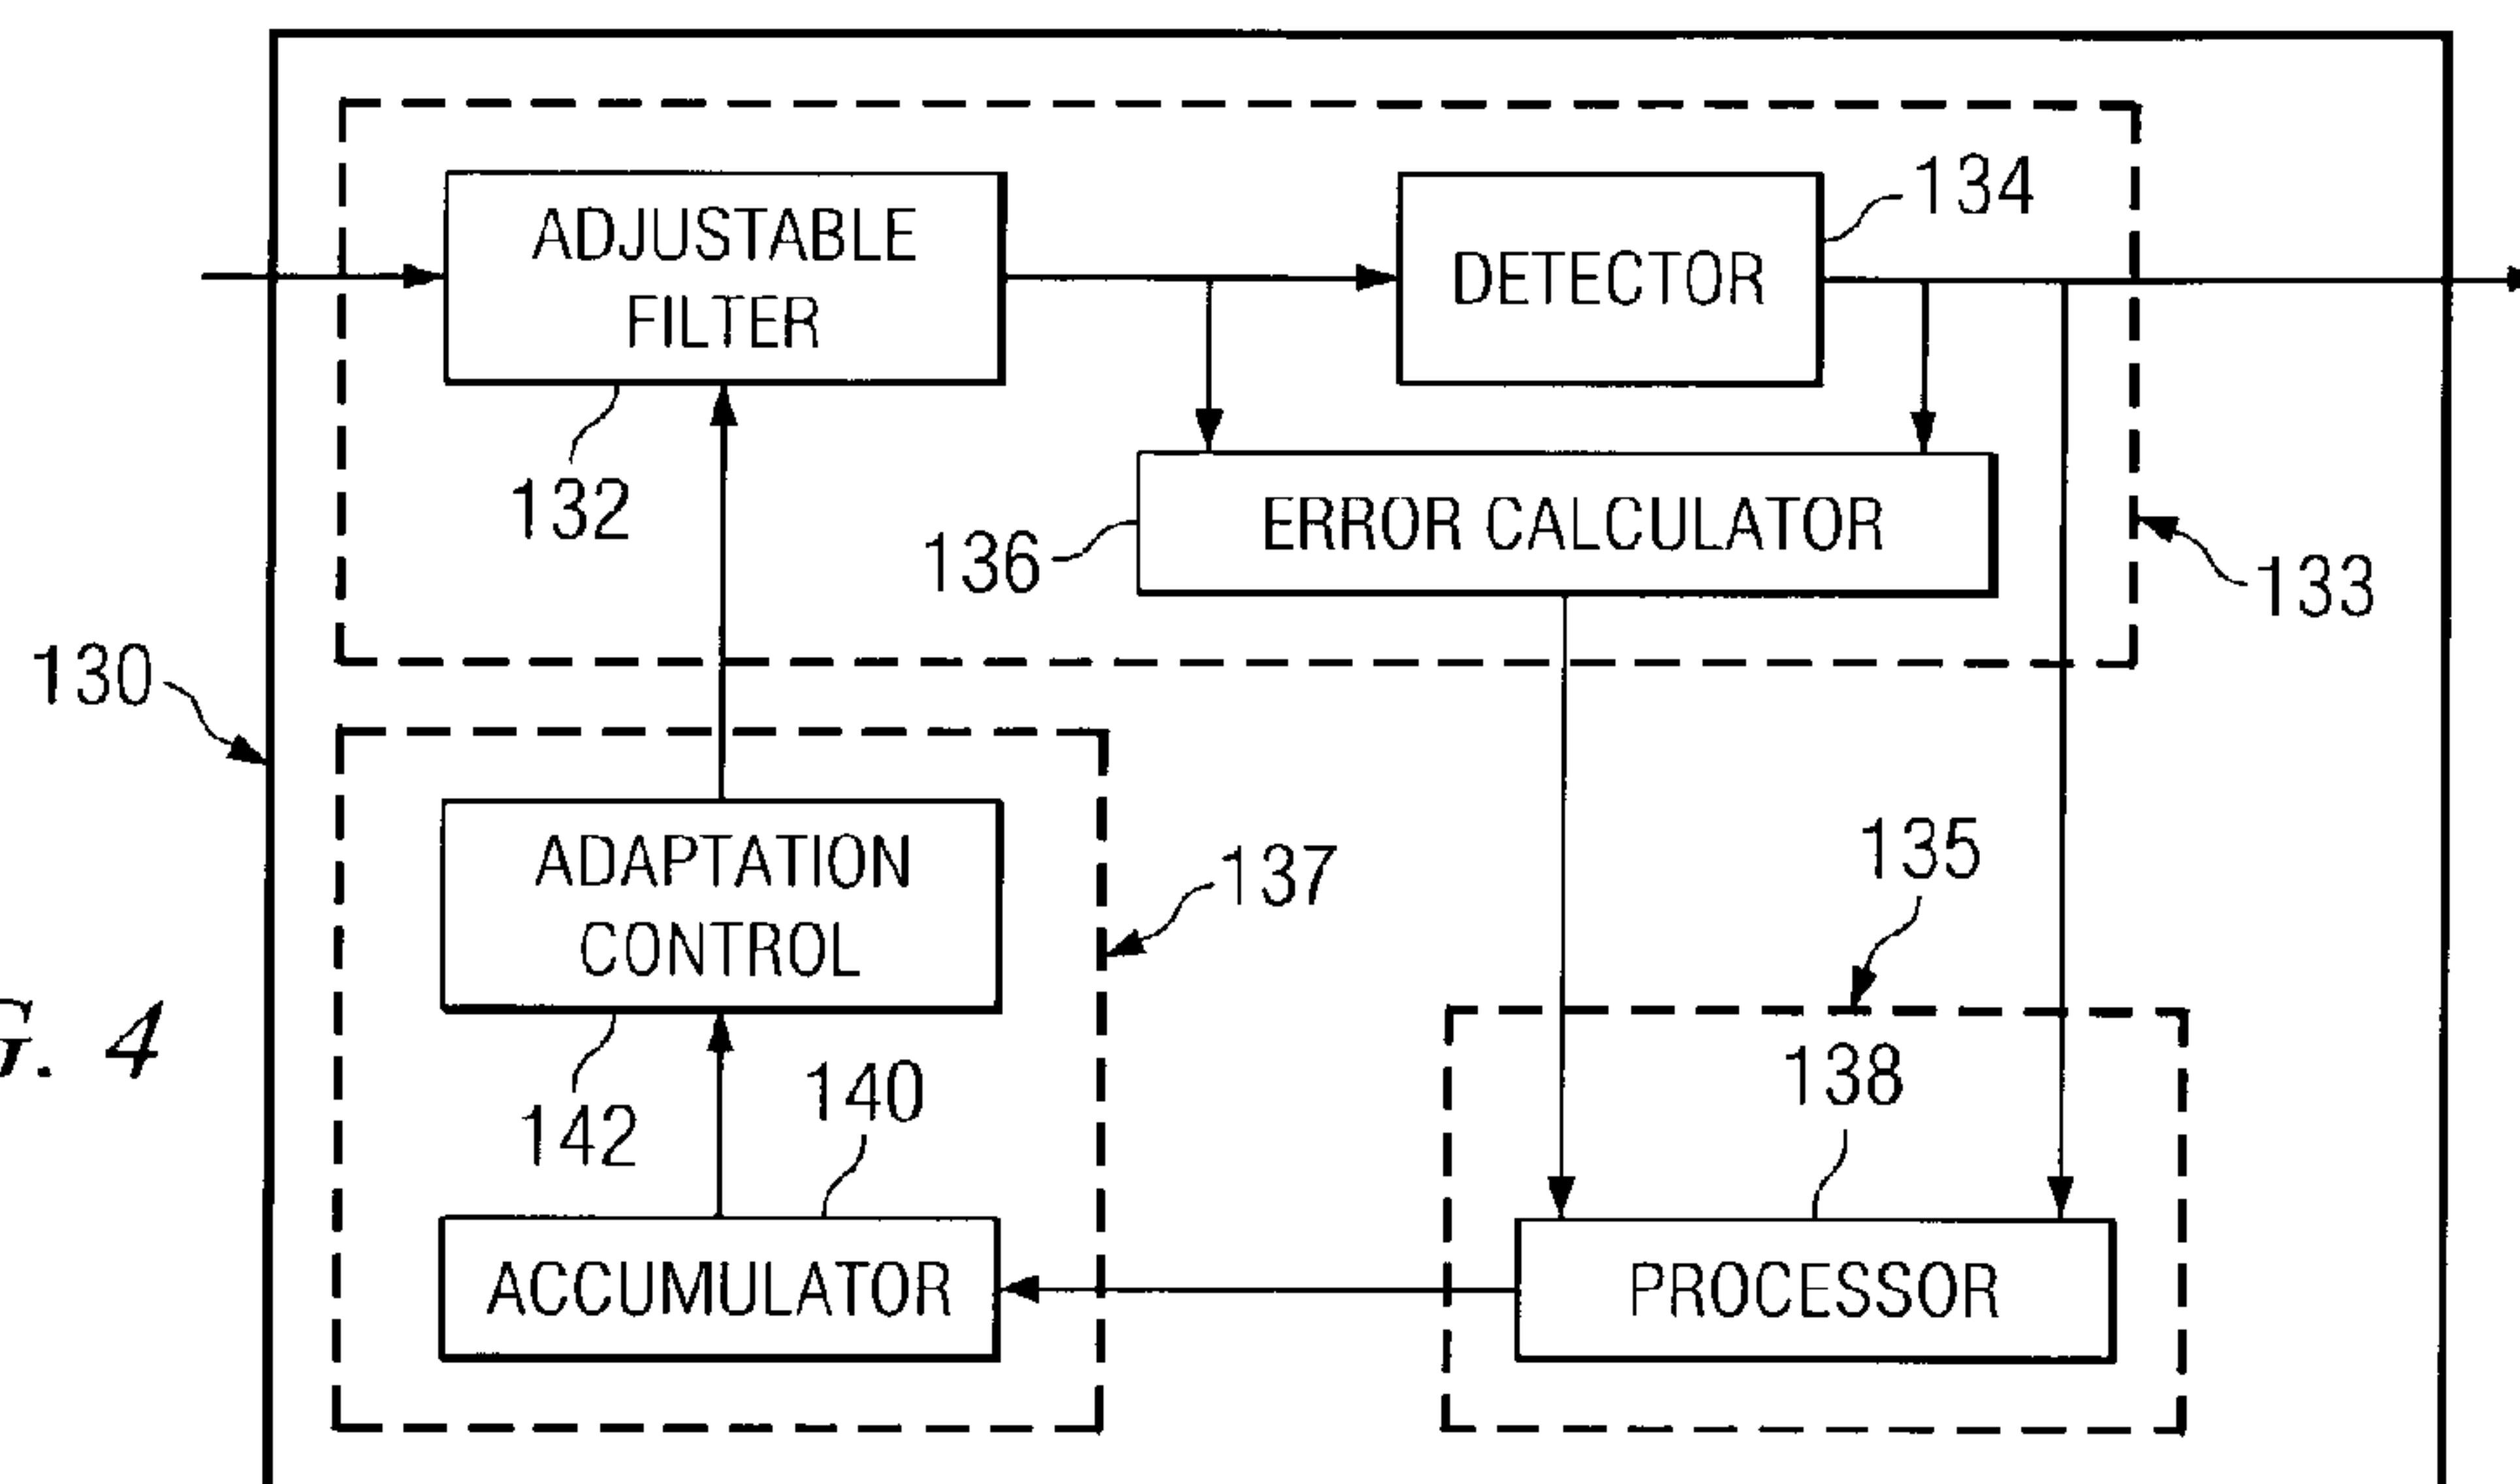 ADJUSTABLE
FILTER
132
DETECTOR
134
136
ERROR CALCULATOR
133
130
ADAPTATION
CONTROL
142
137
135
G. 4
140
138
ACCUMULATOR
PROCESSOR